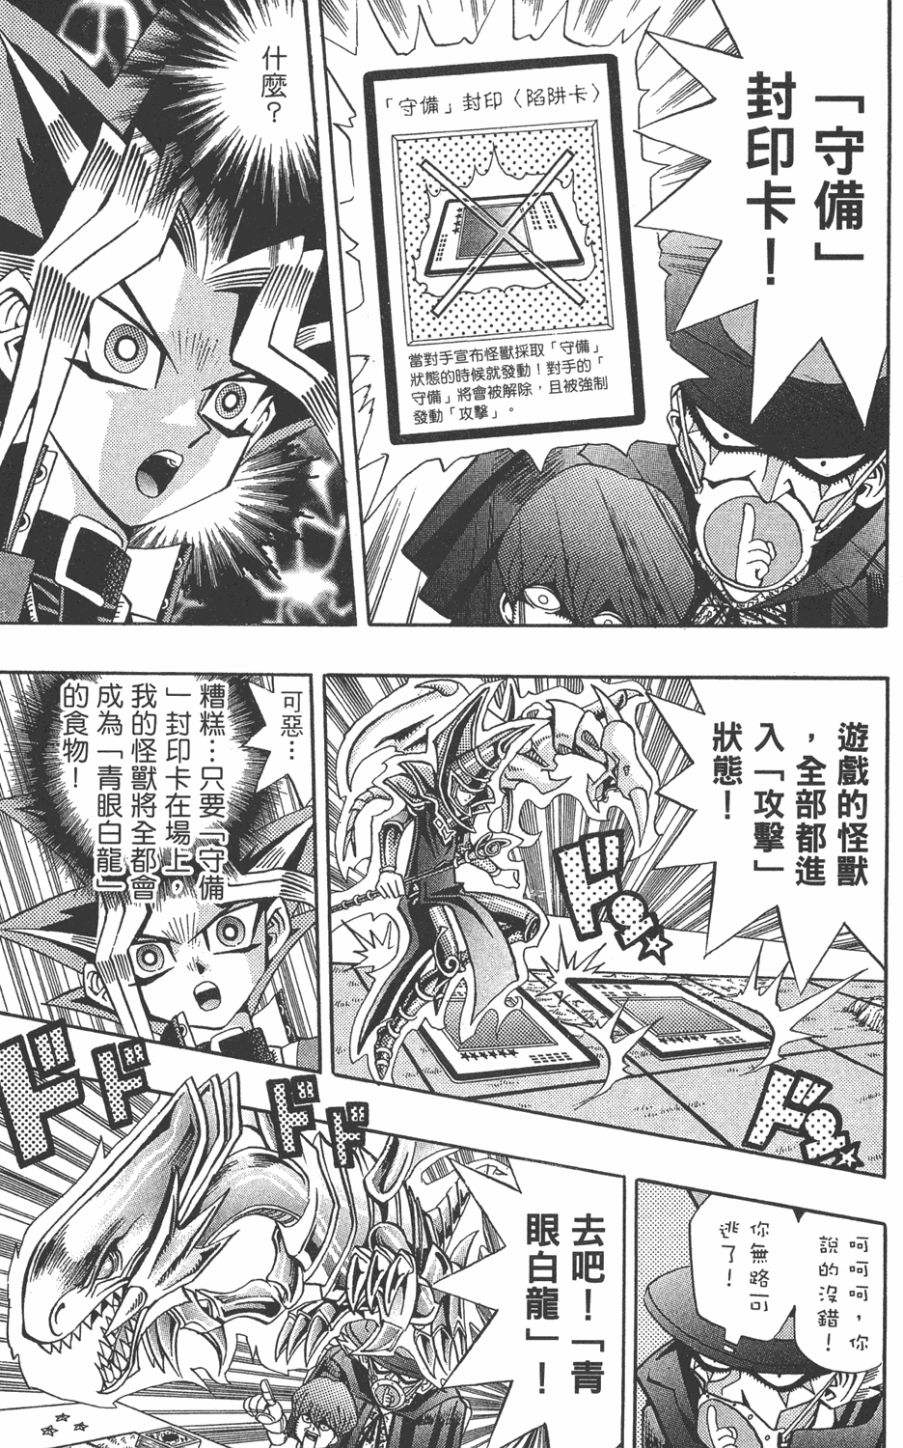 「守備」
封印卡！
「守備」封印〈陷阱卡〉
當對手宣布怪獸採取「守備」
狀態的時候就發動！對手的「
守備」將會被解除，且被強制
發動「攻擊」。
什麼？
遊戲的怪獸
，全部都進
入「攻擊」
狀態！
ドドン☆
ドドン☆
可惡…
糟糕…只要「守備
」封印卡在場上，
我的怪獸將全都會
成為「青眼白龍」
的食物！
呵呵呵，你
說的沒錯！
你無路可
逃了！
去吧！「青
眼白龍」！
ドドドド